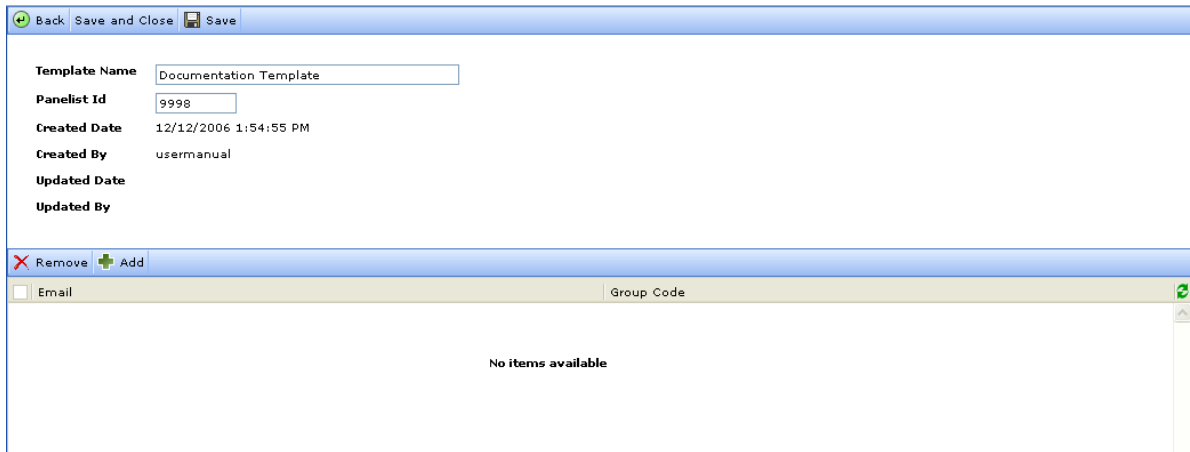 Back Save and Close Save
Template Name Documentation Template
Panelist Id 9998
Created Date 12/12/2006 1:54:55 PM
Created By usermanual
Updated Date
Updated By
Remove Add
Email Group Code
No items available